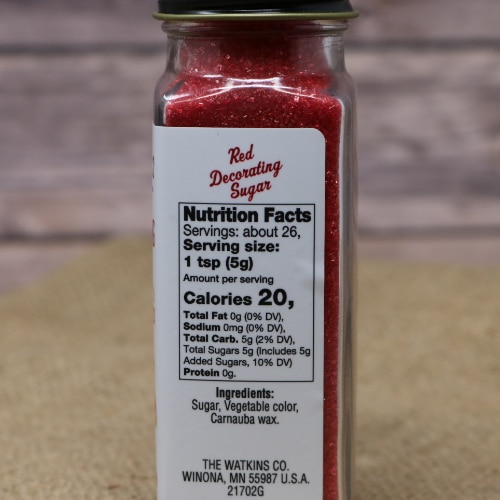 Red
Decorating
Sugar
Nutrition Facts
Servings: about 26,
Serving size:
1 tsp (5g)
Amount per serving
Calories 20,
Total Fat 0g (0% DV),
Sodium 0mg (0% DV),
Total Carb. 5g (2% DV),
Total Sugars 5g (Includes 5g
Added Sugars, 10% DV)
Protein 0g.
Ingredients:
Sugar, Vegetable color,
Carnauba wax.
THE WATKINS CO.
WINONA, MN 55987 U.S.A.
21702G